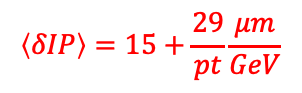 ⟨δIP⟩ = 15 + 29/pt μm/GeV